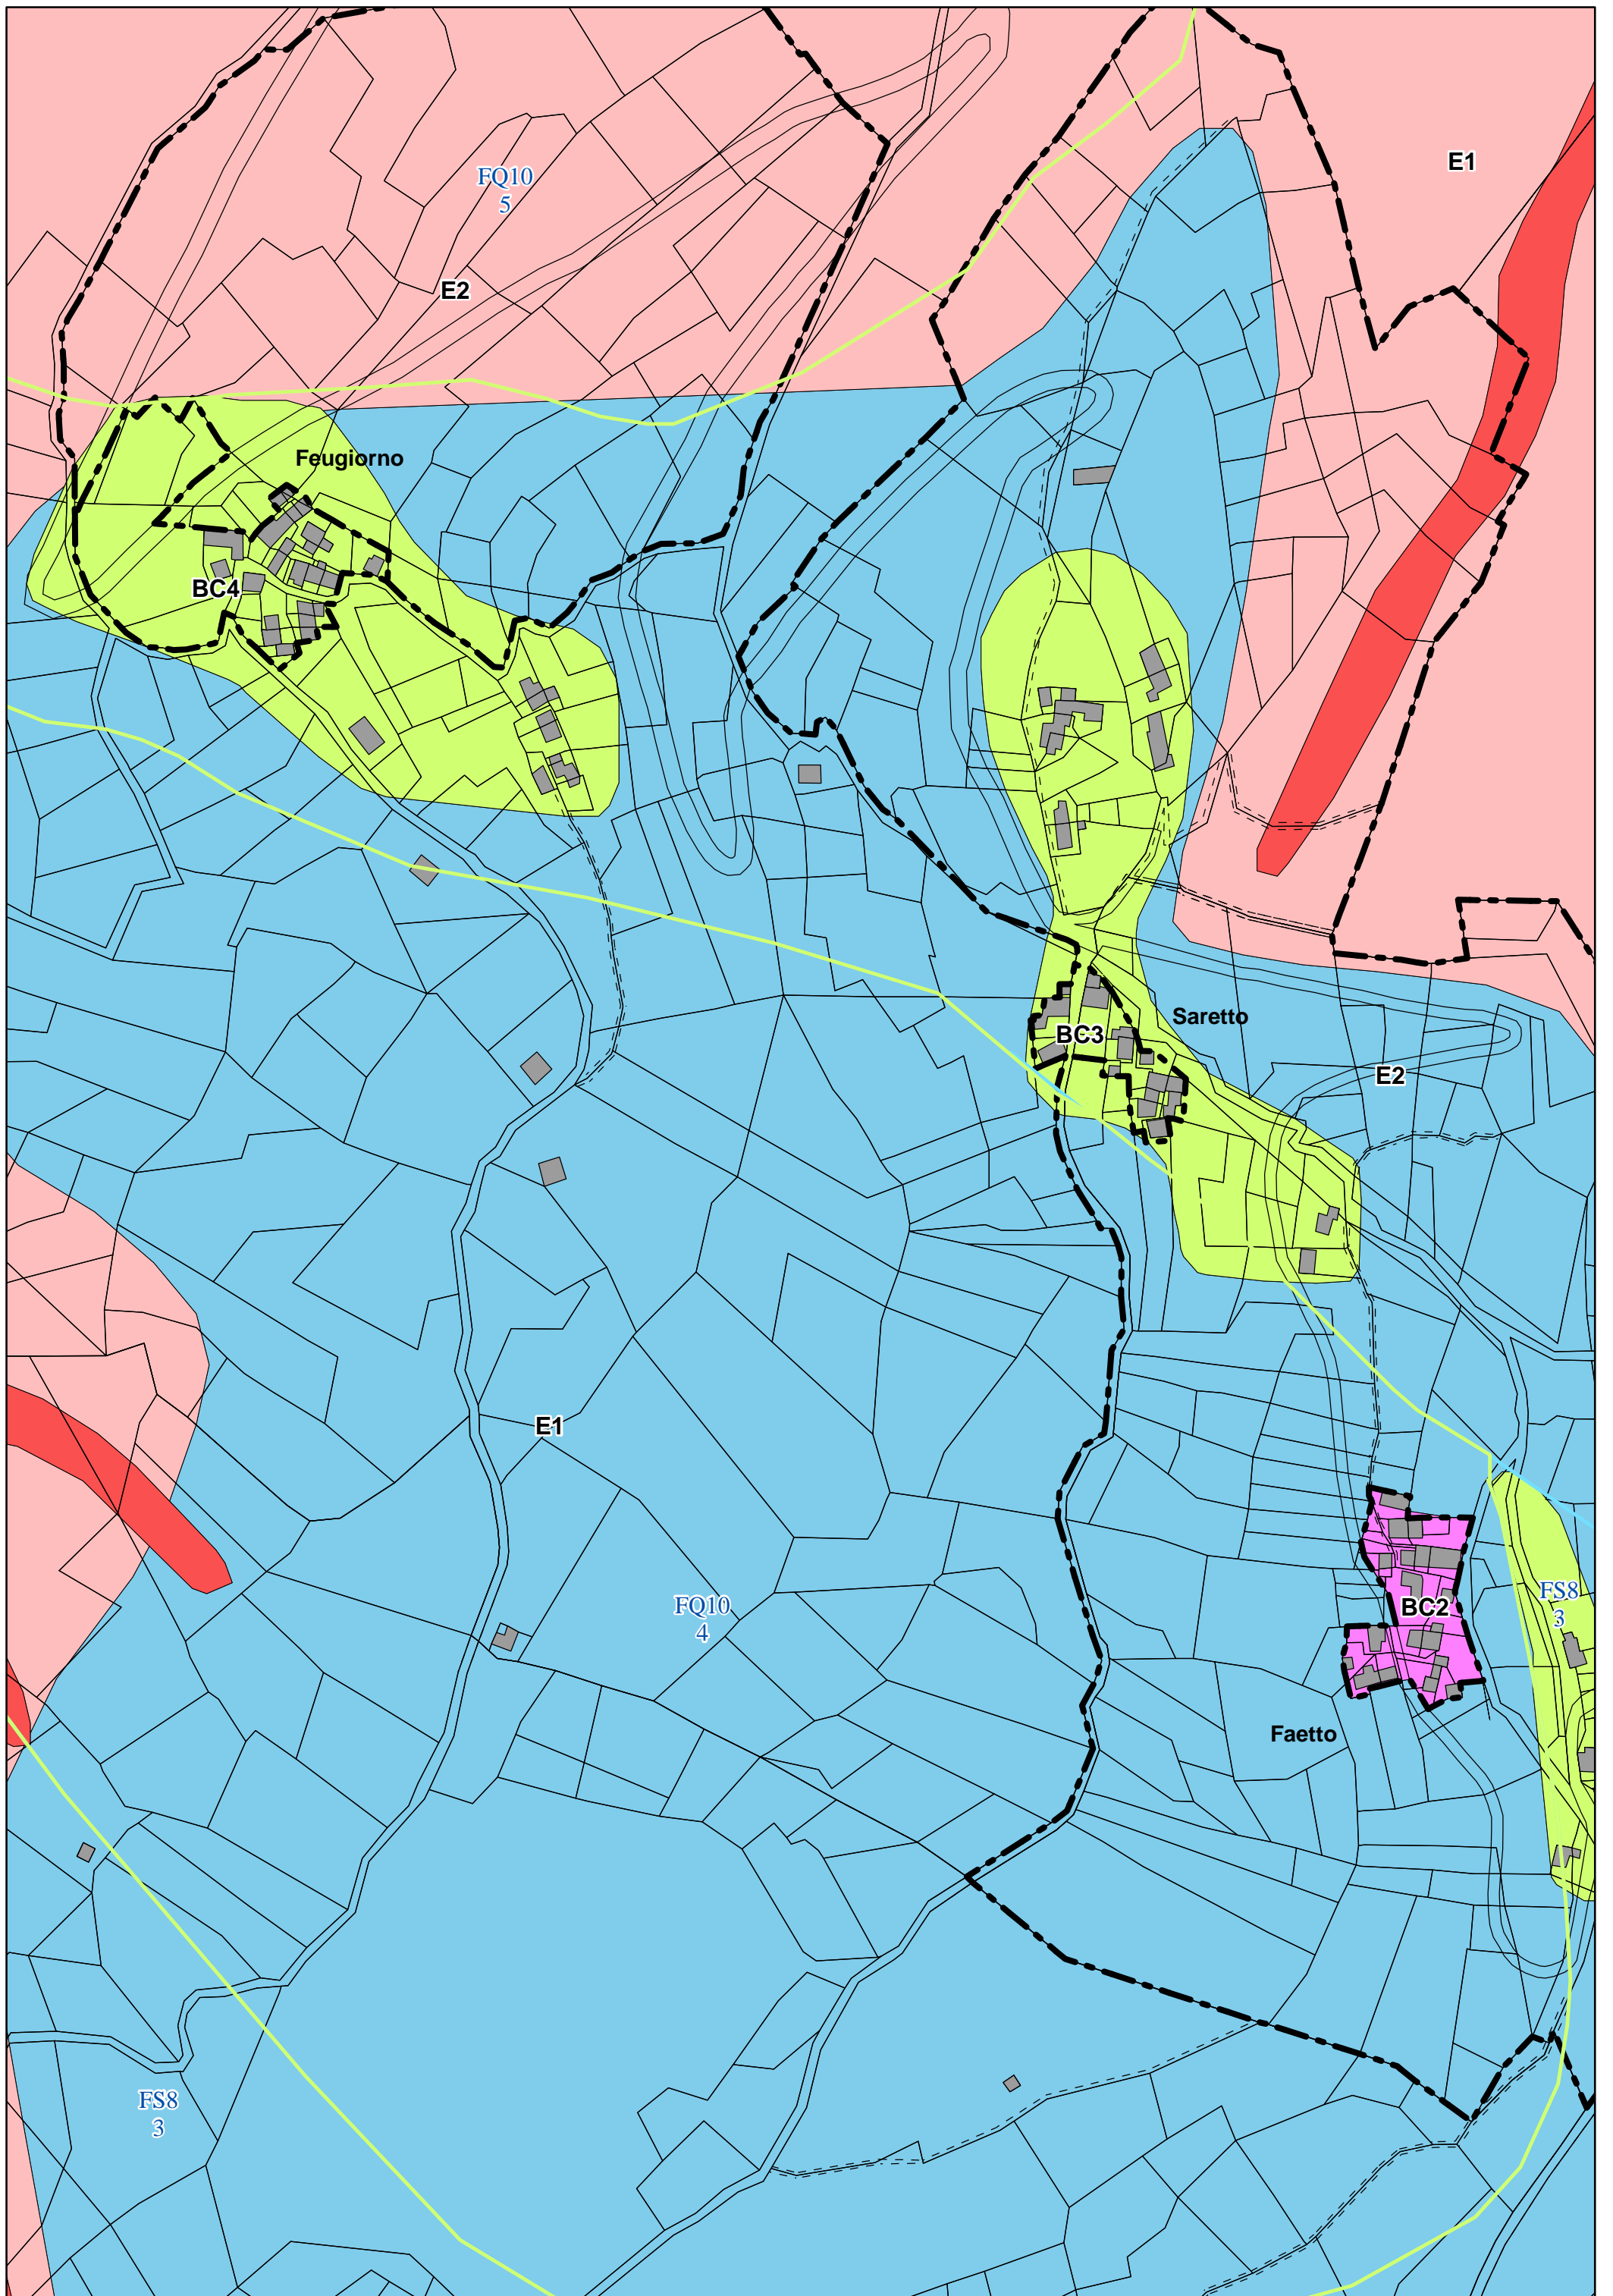 E1
FQ10
5
E2
Feugiorno
BC4
Saretto
BC3
E2
E1
FS8
3
FQ10
4
BC2
Faetto
FS8
3